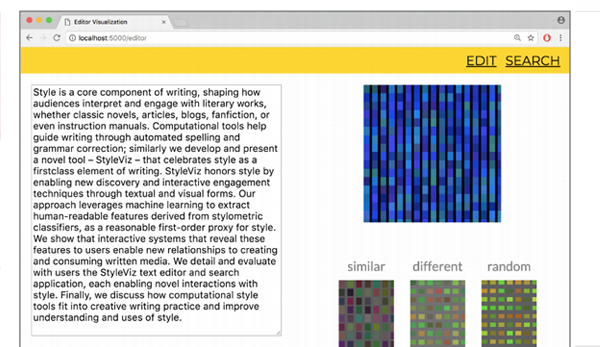 Editor Visualization
localhost:5000/editor
EDIT SEARCH
Style is a core component of writing, shaping how
audiences interpret and engage with literary works,
whether classic novels, articles, blogs, fanfiction, or
even instruction manuals. Computational tools help
guide writing through automated spelling and
grammar correction; similarly we develop and present
a novel tool – StyleViz – that celebrates style as a
firstclass element of writing. StyleViz honors style by
enabling new discovery and interactive engagement
techniques through textual and visual forms. Our
approach leverages machine learning to extract
human-readable features derived from stylometric
classifiers, as a reasonable first-order proxy for style.
We show that interactive systems that reveal these
features to users enable new relationships to creating
and consuming written media. We detail and evaluate
with users the StyleViz text editor and search
application, each enabling novel interactions with
style. Finally, we discuss how computational style
tools fit into creative writing practice and improve
understanding and uses of style.
similar different random